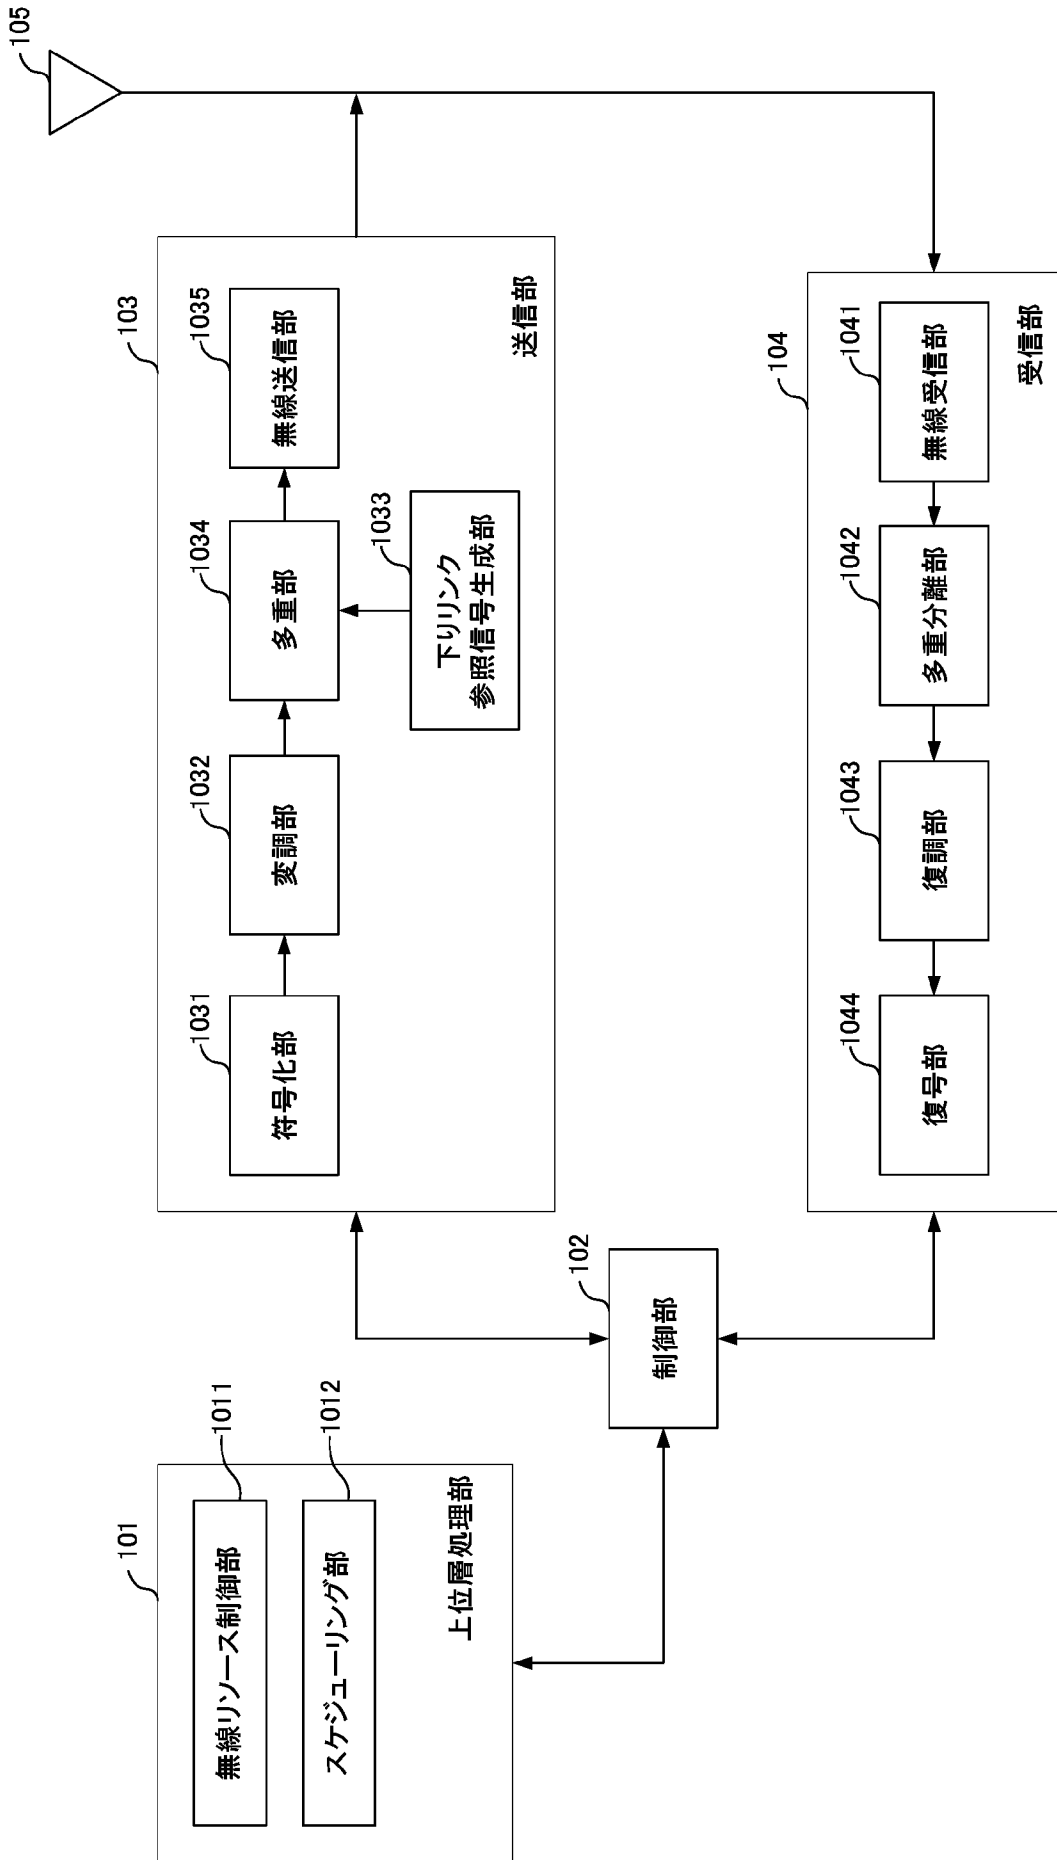 101
無線リソース制御部
1011
スケジューリング部
1012
上位層処理部
制御部
102
103
符号化部
1031
変調部
1032
多重部
1034
無線送信部
1035
下りリンク
参照信号生成部
1033
送信部
105
104
復号部
1044
復調部
1043
多重分離部
1042
無線受信部
1041
受信部